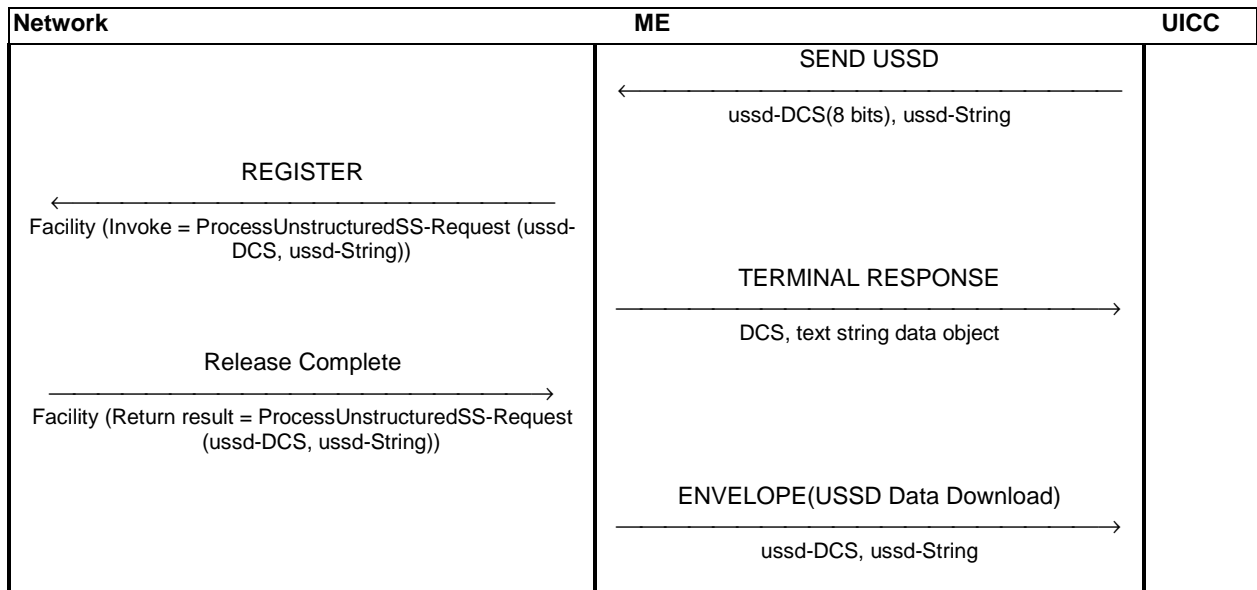 Network ME UICC
SEND USSD
ussd-DCS(8 bits), ussd-String
REGISTER
Facility (Invoke = ProcessUnstructuredSS-Request (ussd-
DCS, ussd-String))
TERMINAL RESPONSE
DCS, text string data object
Release Complete
Facility (Return result = ProcessUnstructuredSS-Request
(ussd-DCS, ussd-String))
ENVELOPE(USSD Data Download)
ussd-DCS, ussd-String